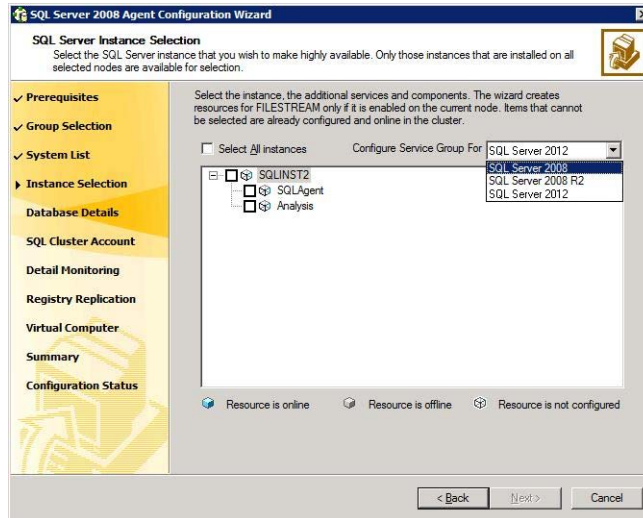 SQL Server 2008 Agent Configuration Wizard
SQL Server Instance Selection
Select the SQL Server instance that you wish to make highly available. Only those instances that are installed on all
selected nodes are available for selection.
Prerequisites
Group Selection
System List
Instance Selection
Database Details
SQL Cluster Account
Detail Monitoring
Registry Replication
Virtual Computer
Summary
Configuration Status
Select the instance, the additional services and components. The wizard creates
resources for FILESTREAM only if it is enabled on the current node. Items that cannot
be selected are already configured and online in the cluster.
Select All instances
Configure Service Group For
SQL Server 2012
SQL Server 2008
SQL Server 2008 R2
SQL Server 2012
SQLINST2
SQLAgent
Analysis
Resource is online
Resource is offline
Resource is not configured
< Back
Next >
Cancel